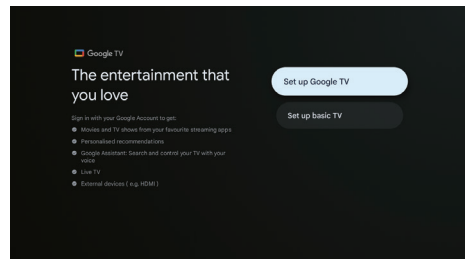 Google TV
The entertainment that
you love
Sign in with your Google Account to get:
Movies and TV shows from your favourite streaming apps
Personalised recommendations
Google Assistant: Search and control your TV with your
voice
Live TV
External devices ( e.g. HDMI )
Set up Google TV
Set up basic TV